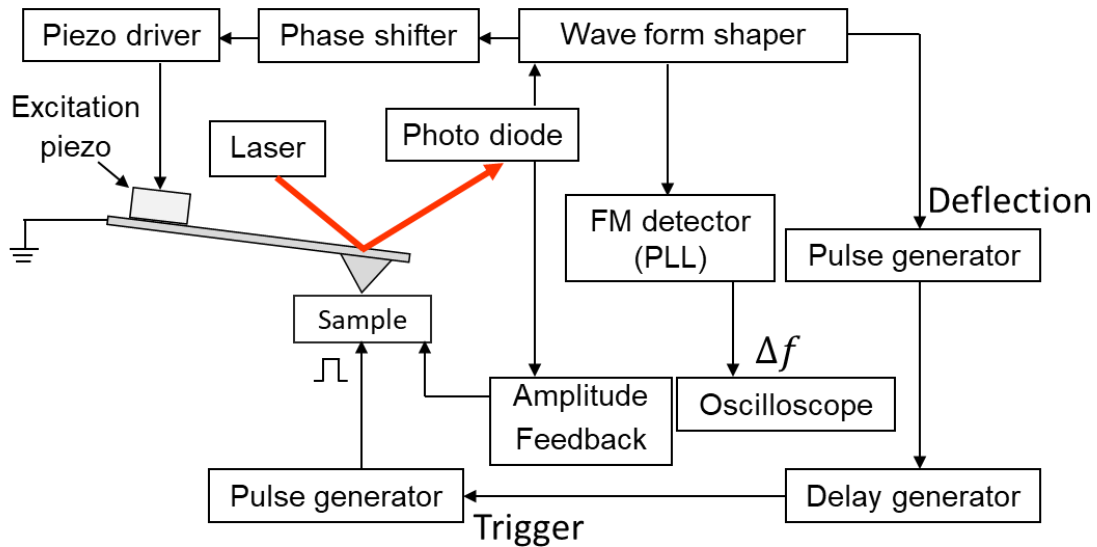 Piezo driver
Phase shifter
Wave form shaper
Excitation
piezo
Laser
Photo diode
Deflection
FM detector
(PLL)
Pulse generator
Sample
Δf
Amplitude
Feedback
Oscilloscope
Pulse generator
Trigger
Delay generator